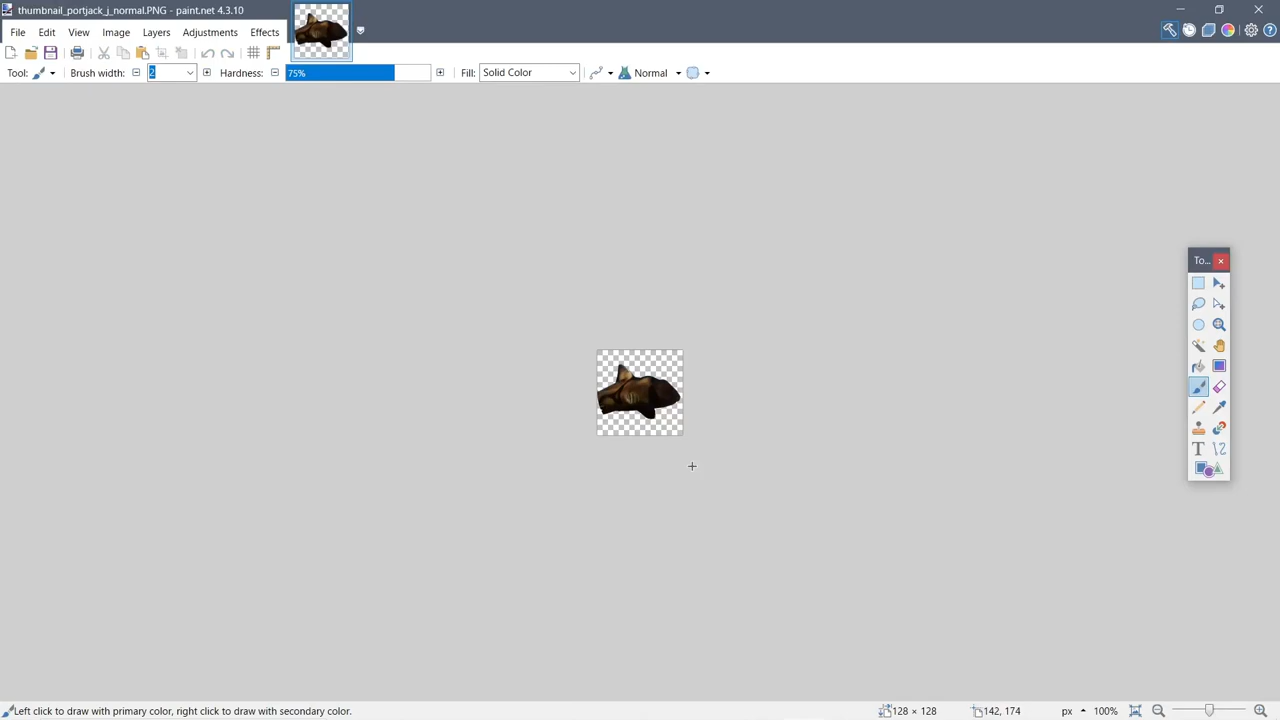 thumbnail_portjack_j_normal.PNG - paint.net 4.3.10
File Edit View Image Layers Adjustments Effects
Tool: Brush width: 2 Hardness: 75% Fill: Solid Color Normal
To...
T
Left click to draw with primary color, right click to draw with secondary color. 128 × 128 142, 174 px 100%